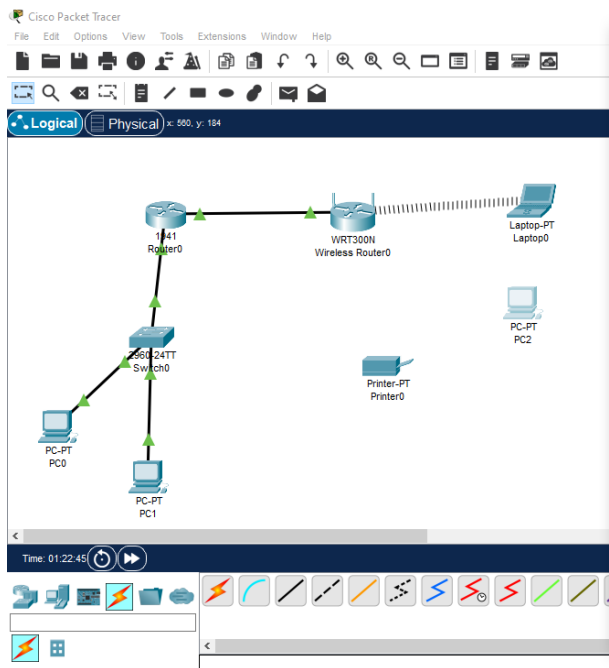 Cisco Packet Tracer
File Edit Options View Tools Extensions Window Help
Logical Physical x: 560, y: 184
1941
Router0
WRT300N
Wireless Router0
Laptop-PT
Laptop0
PC-PT
PC2
2960-24TT
Switch0
Printer-PT
Printer0
PC-PT
PC0
PC-PT
PC1
Time: 01:22:45